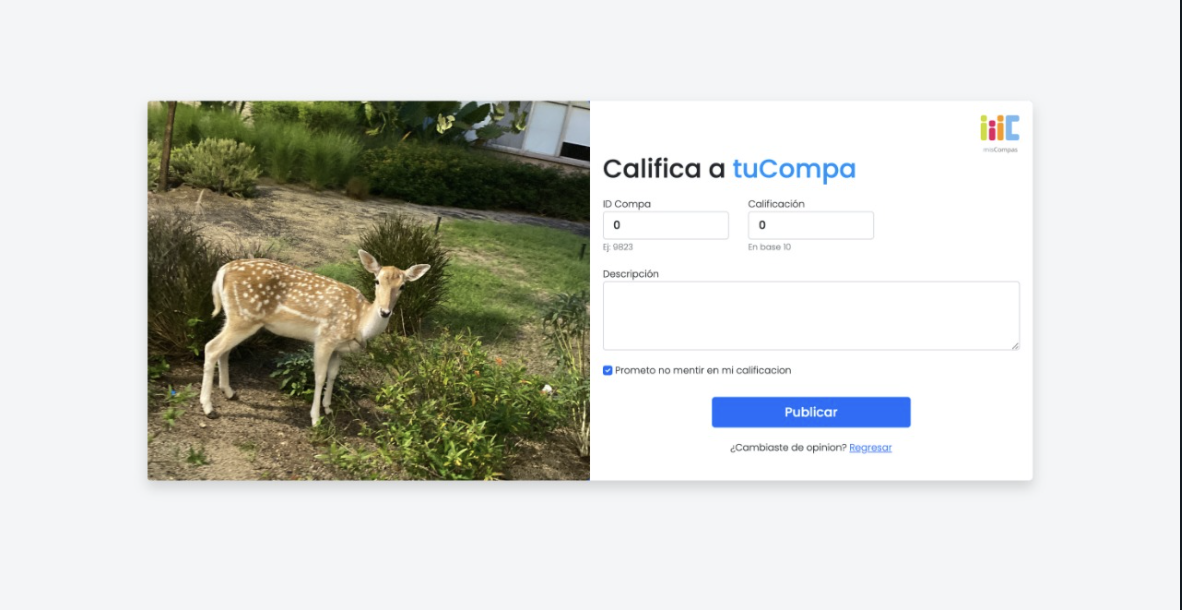 misCompas
Califica a tuCompa
ID Compa
Calificación
0
0
Ej: 9823
En base 10
Descripción
Prometo no mentir en mi calificacion
Publicar
¿Cambiaste de opinion? Regresar